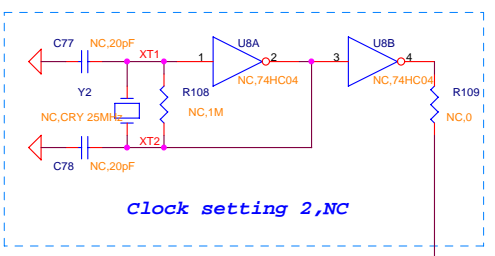 C77
NC,20pF
XT1
1
U8A
2
3
U8B
4
Y2
R108
NC,74HC04
NC,74HC04
R109
NC,CRY 25MHz
NC,1M
NC,0
XT2
C78
NC,20pF
Clock setting 2,NC